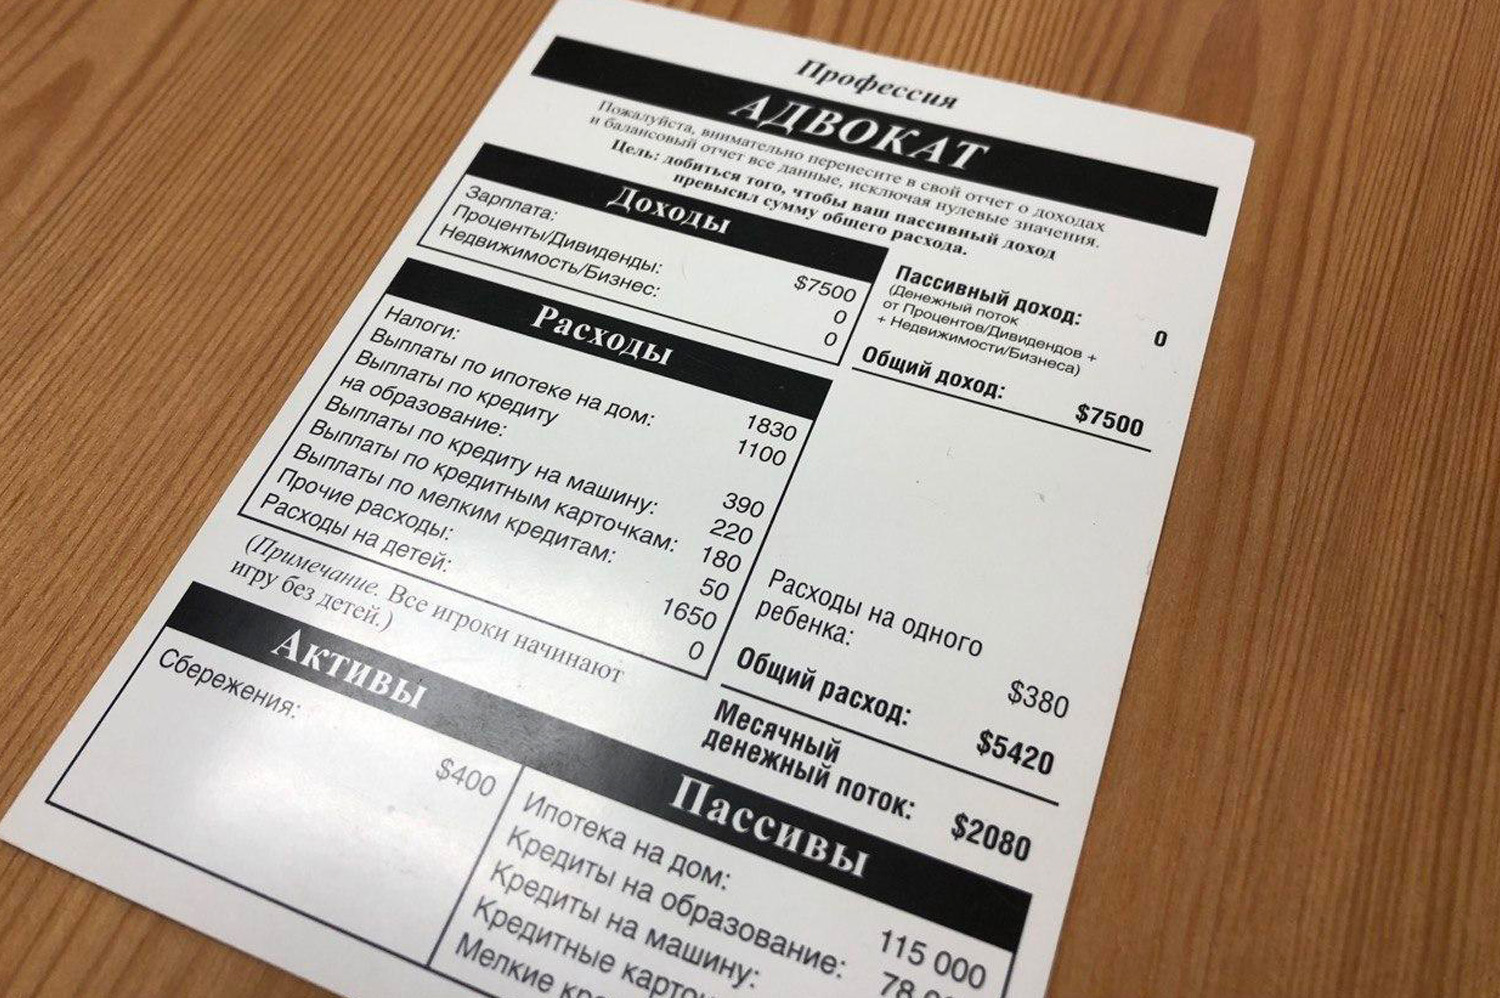 Профессия
АДВОКАТ
Пожалуйста, внимательно перенесите в свой отчет о доходах
и балансовый отчет все данные, исключая нулевые значения.
Цель: добиться того, чтобы ваш пассивный доход
превысил сумму общего расхода.
Доходы
Зарплата: $7500
Проценты/Дивиденды: 0
Недвижимость/Бизнес: 0
Пассивный доход: 0
(Денежный поток
от Процентов/Дивидендов +
+ Недвижимости/Бизнеса)
Общий доход: $7500
Расходы
Налоги: 1830
Выплаты по ипотеке на дом: 1100
Выплаты по кредиту
на образование: 390
Выплаты по кредиту на машину: 220
Выплаты по кредитным карточкам: 180
Выплаты по мелким кредитам: 50
Прочие расходы: 1650
Расходы на детей: 0
(Примечание. Все игроки начинают
игру без детей.)
Расходы на одного
ребенка: $380
Общий расход: $5420
Месячный
денежный поток: $2080
Активы
Сбережения: $400
Пассивы
Ипотека на дом: 115 000
Кредиты на образование:
Кредиты на машину:
Кредитные
Мелкие